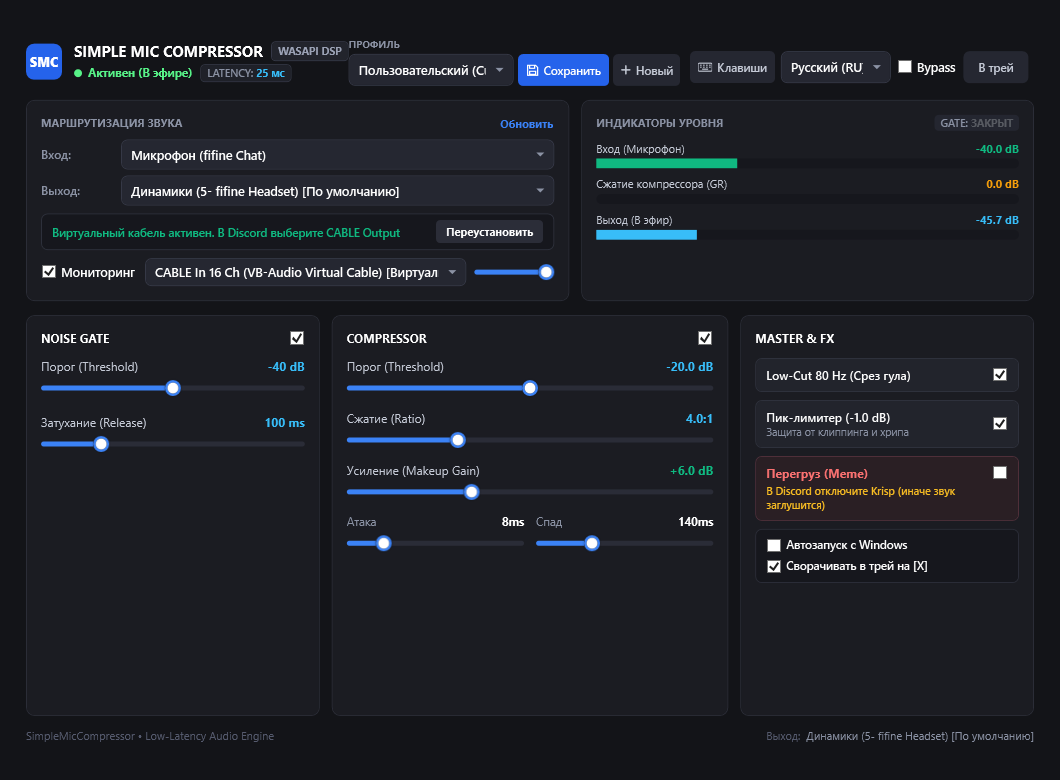 SMC
SIMPLE MIC COMPRESSOR
WASAPI DSP
Активен (В эфире)
LATENCY: 25 мс
ПРОФИЛЬ
Пользовательский (Cu
Сохранить
+ Новый
Клавиши
Русский (RU)
Bypass
В трей
МАРШРУТИЗАЦИЯ ЗВУКА
Обновить
Вход:
Микрофон (fifine Chat)
Выход:
Динамики (5- fifine Headset) [По умолчанию]
Виртуальный кабель активен. В Discord выберите CABLE Output
Переустановить
Мониторинг
CABLE In 16 Ch (VB-Audio Virtual Cable) [Виртуал
ИНДИКАТОРЫ УРОВНЯ
GATE: ЗАКРЫТ
Вход (Микрофон)
-40.0 dB
Сжатие компрессора (GR)
0.0 dB
Выход (В эфир)
-45.7 dB
NOISE GATE
Порог (Threshold)
-40 dB
Затухание (Release)
100 ms
COMPRESSOR
Порог (Threshold)
-20.0 dB
Сжатие (Ratio)
4.0:1
Усиление (Makeup Gain)
+6.0 dB
Атака
8ms
Спад
140ms
MASTER & FX
Low-Cut 80 Hz (Срез гула)
Пик-лимитер (-1.0 dB)
Защита от клиппинга и хрипа
Перегруз (Meme)
В Discord отключите Krisp (иначе звук
заглушится)
Автозапуск с Windows
Сворачивать в трей на [X]
SimpleMicCompressor • Low-Latency Audio Engine
Выход: Динамики (5- fifine Headset) [По умолчанию]